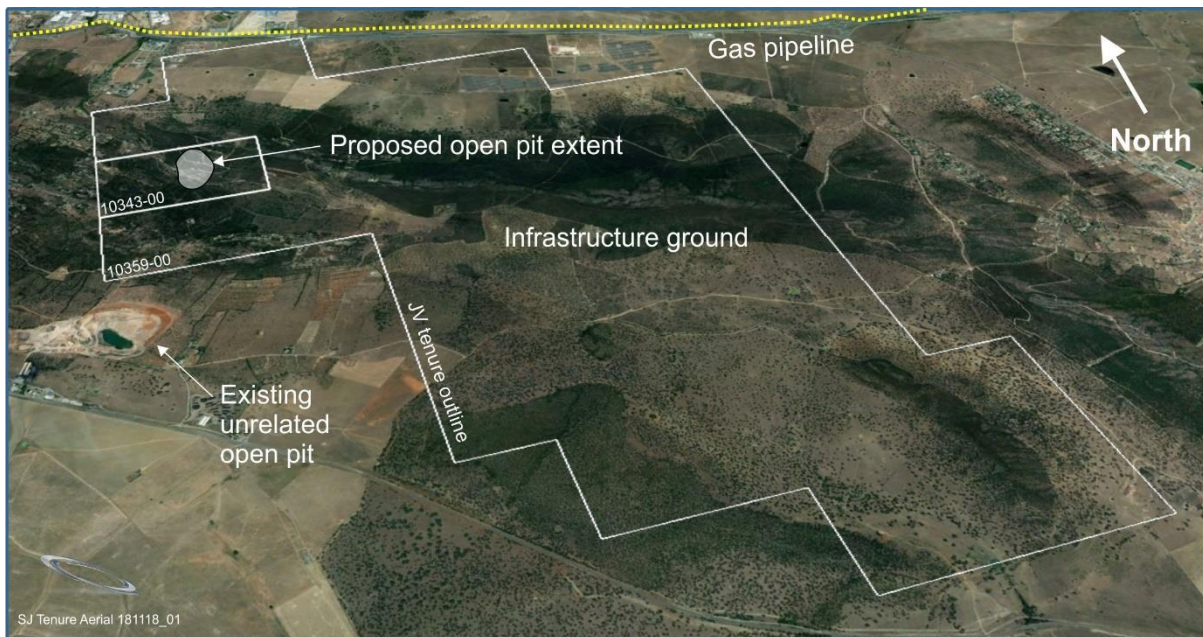 Gas pipeline
North
Proposed open pit extent
10343-00
Infrastructure ground
10359-00
JV tenure outline
Existing
unrelated
open pit
SJ Tenure Aerial 181118_01